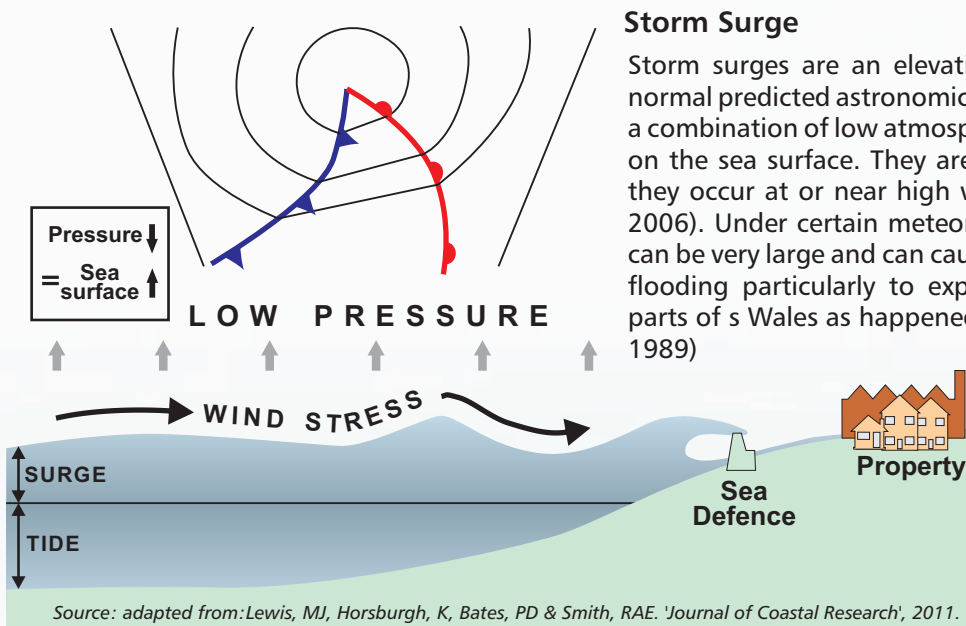 Storm Surge
Storm surges are an elevati
normal predicted astronomic
a combination of low atmosp
on the sea surface. They are
they occur at or near high w
2006). Under certain meteor
can be very large and can cau
flooding particularly to exp
parts of s Wales as happened
1989)
Pressure
= Sea
surface
LOW PRESSURE
WIND STRESS
SURGE
TIDE
Sea
Defence
Property
Source: adapted from:Lewis, MJ, Horsburgh, K, Bates, PD & Smith, RAE. 'Journal of Coastal Research', 2011.